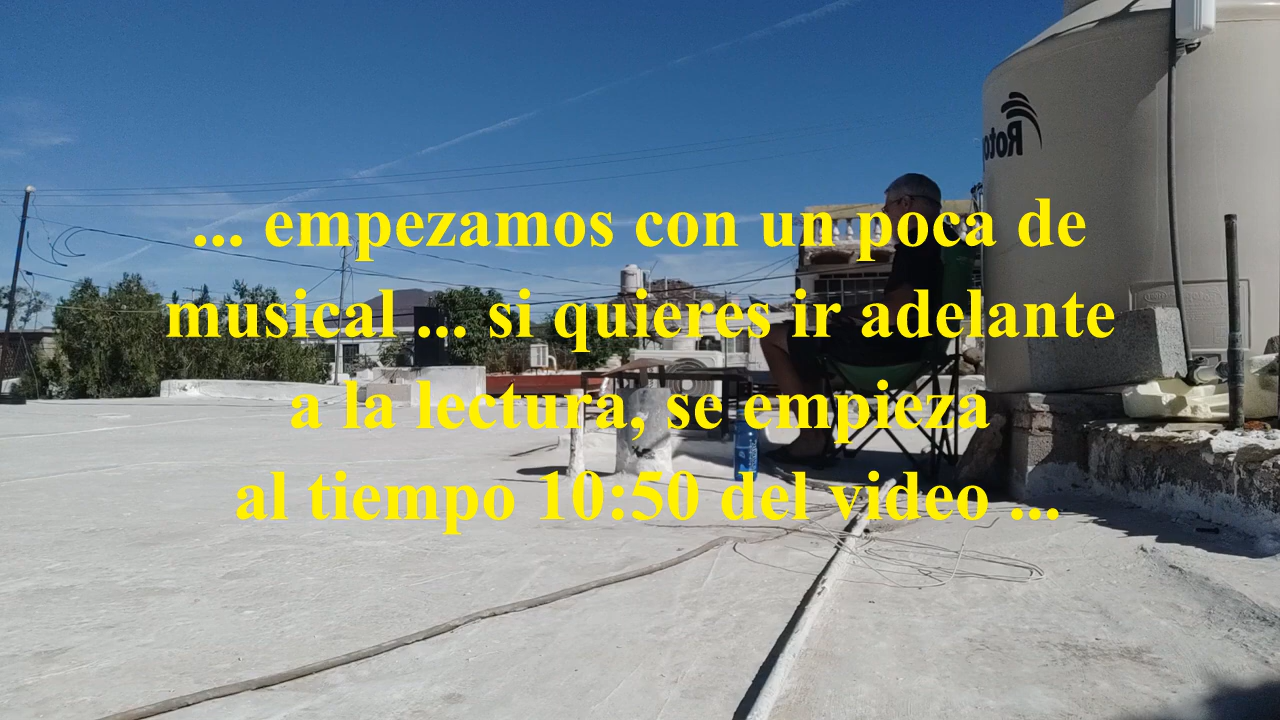 ... empezamos con un poca de
musical ... si quieres ir adelante
a la lectura, se empieza
al tiempo 10:50 del video ...
Roto